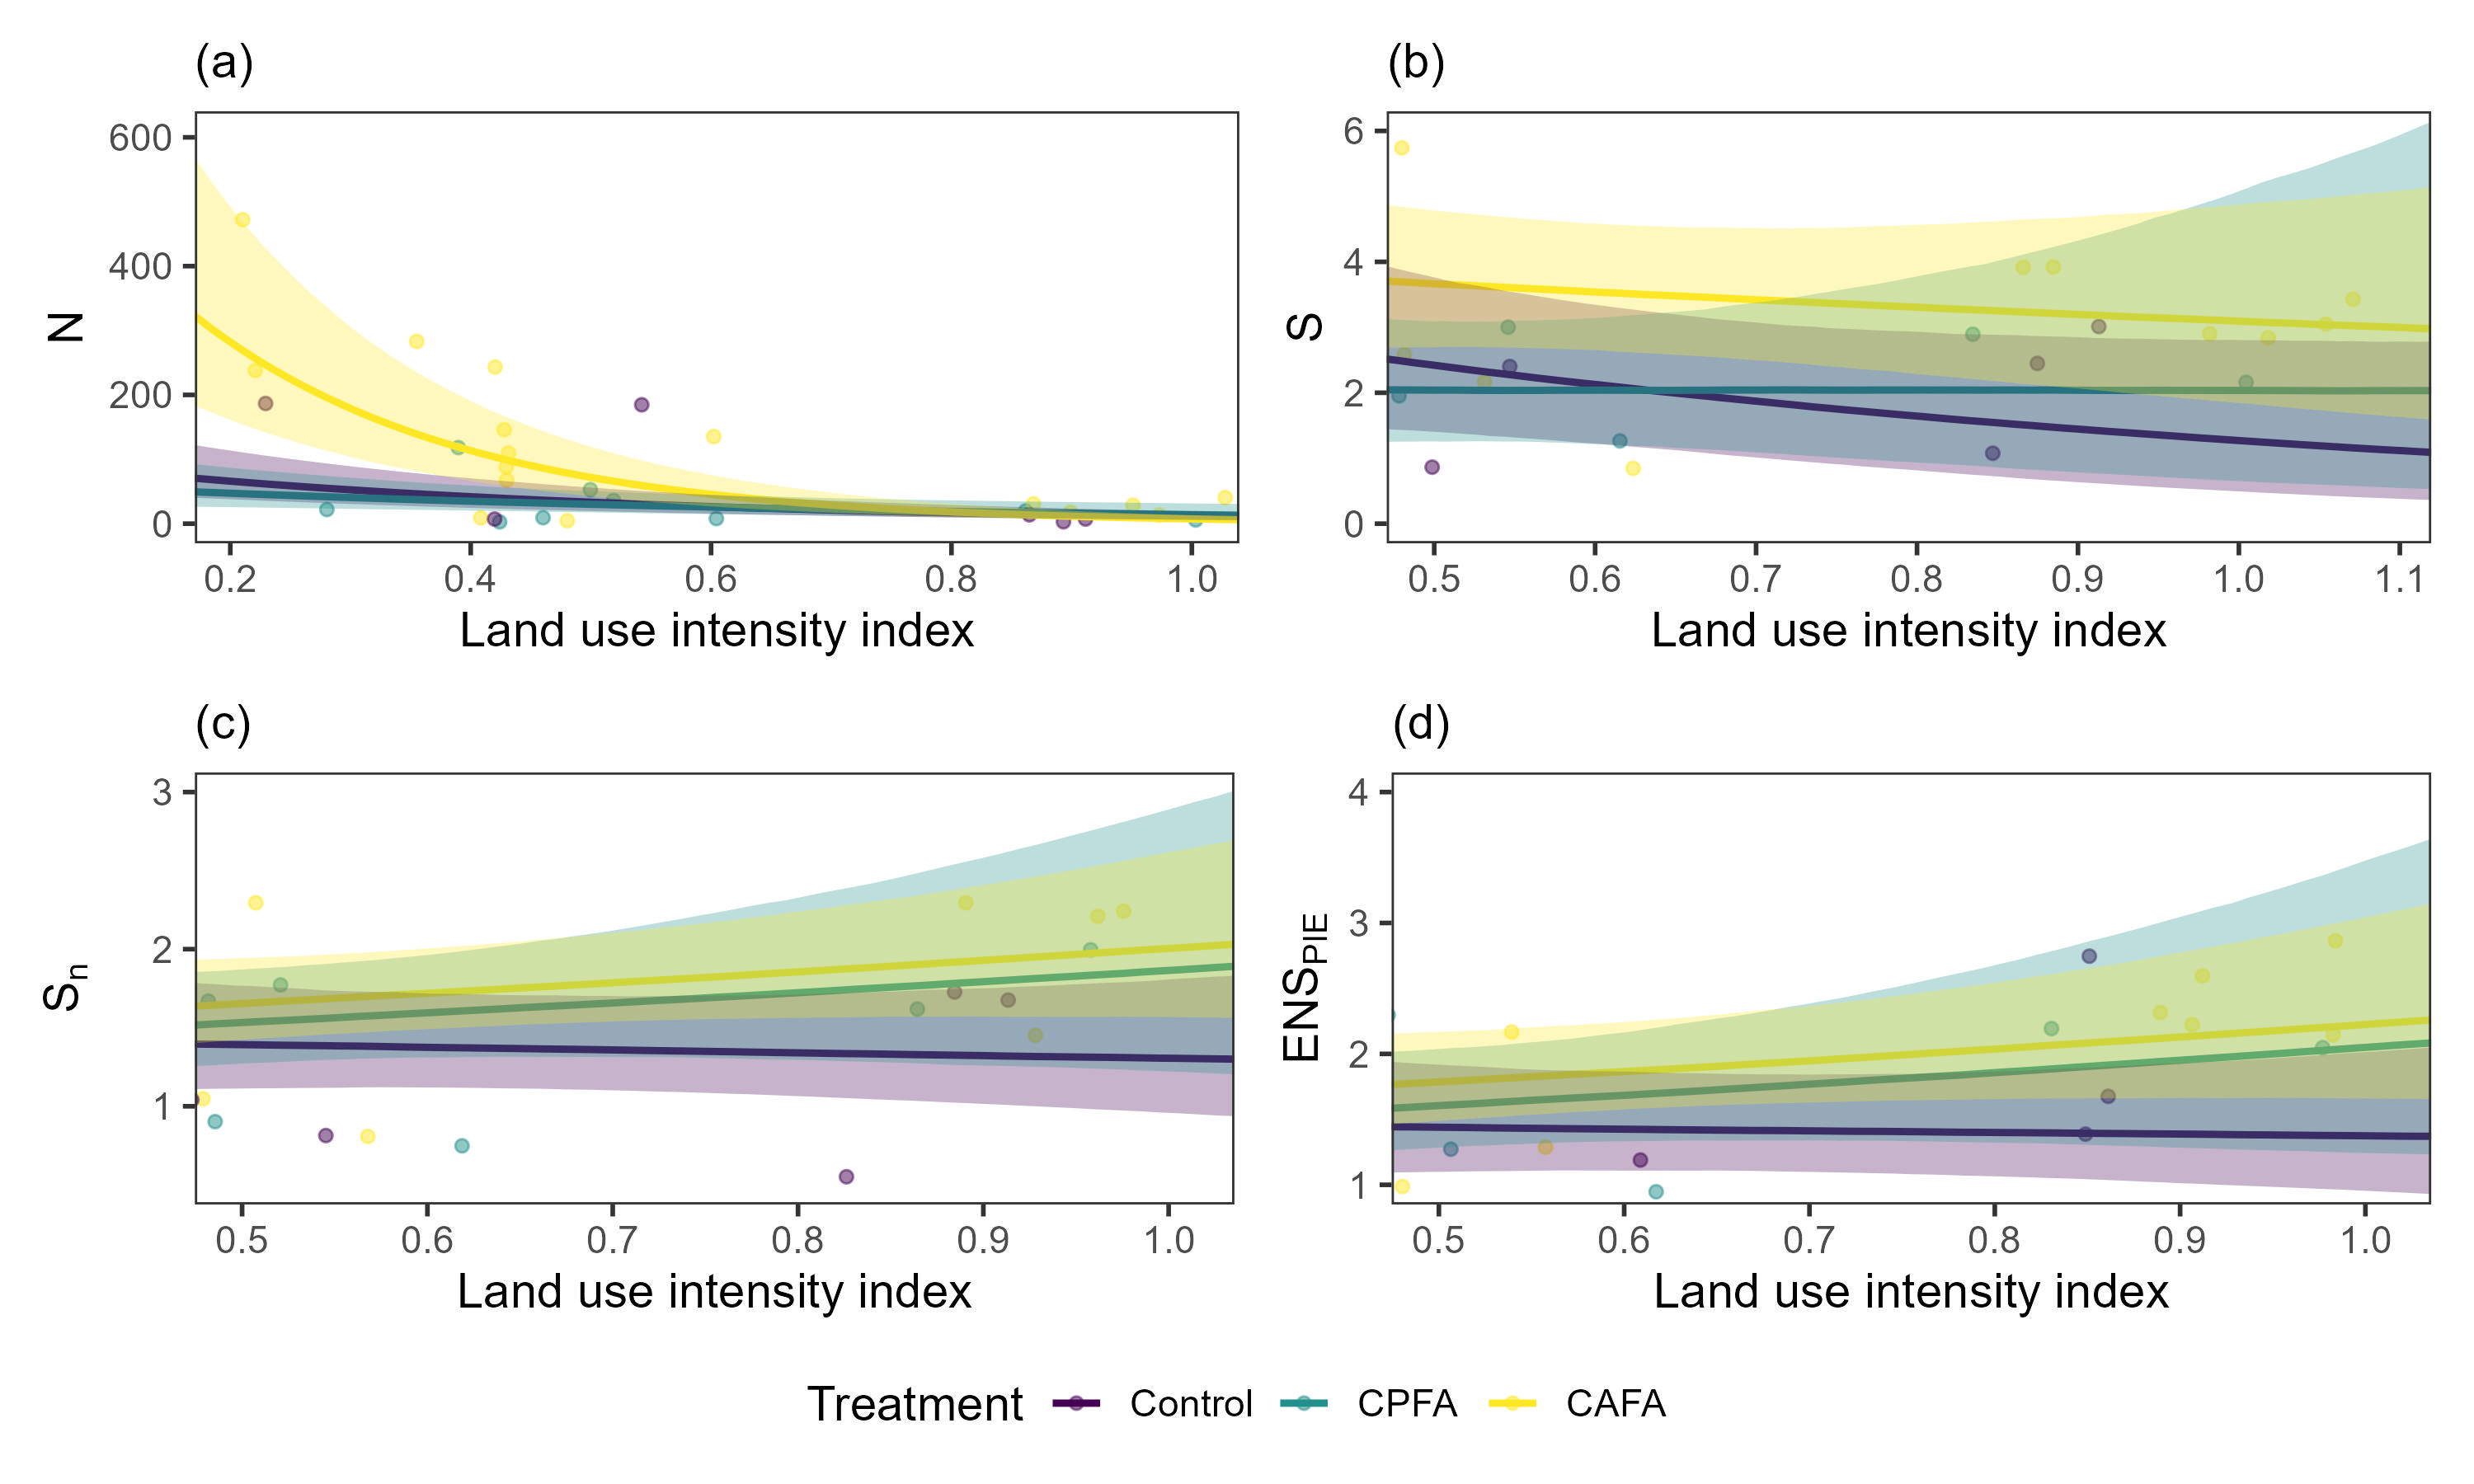 (a)
600
400
200
0
N
0.2 0.4 0.6 0.8 1.0
Land use intensity index
(b)
6
4
2
0
S
0.5 0.6 0.7 0.8 0.9 1.0 1.1
Land use intensity index
(c)
3
2
1
Sn
0.5 0.6 0.7 0.8 0.9 1.0
Land use intensity index
(d)
4
3
2
1
ENSPIE
0.5 0.6 0.7 0.8 0.9 1.0
Land use intensity index
Treatment Control CPFA CAFA